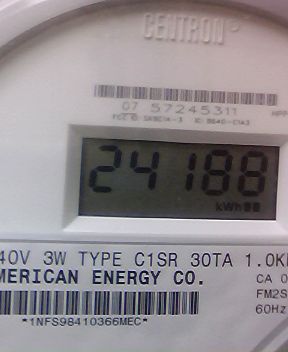 CENTRON®
07 57245311
24188
kWh
40V 3W TYPE C1SR 30TA 1.0K
MERICAN ENERGY CO.
CA 0
FM2S
60Hz
*1NFS98410366MEC*